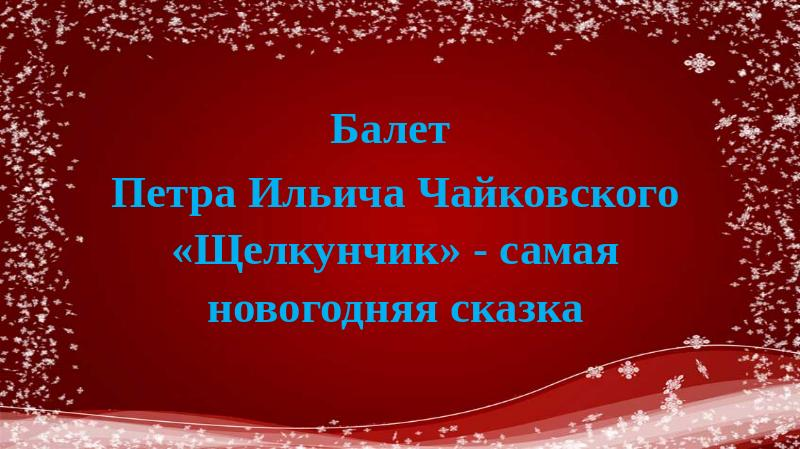 Балет
Петра Ильича Чайковского
«Щелкунчик» - самая
новогодняя сказка